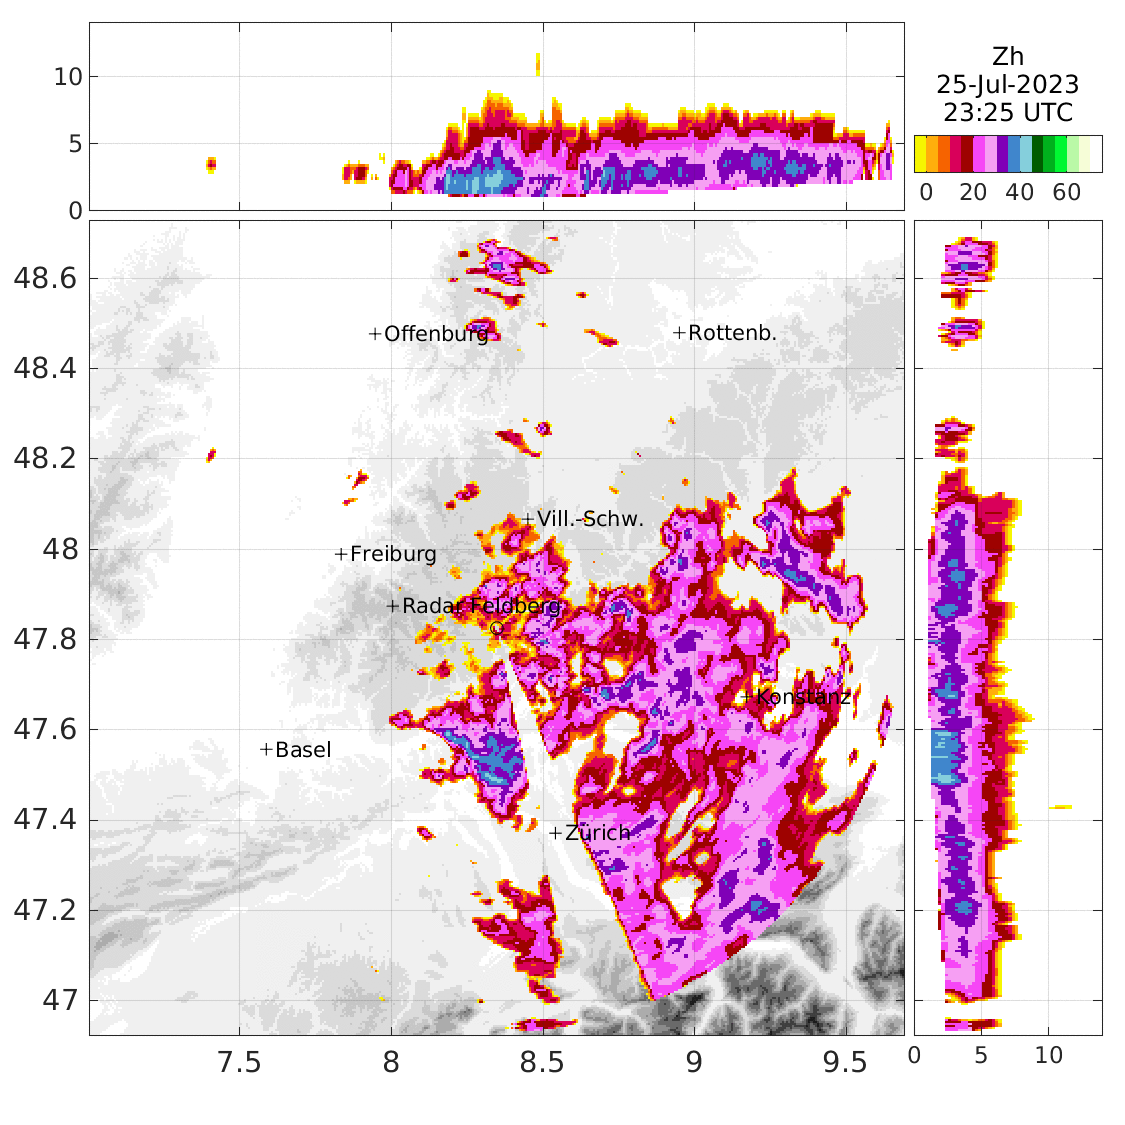 Zh
25-Jul-2023
23:25 UTC
10
5
0
0 20 40 60
48.6
48.4
48.2
48
47.8
47.6
47.4
47.2
47
+Offenburg
+Rottenb.
+Vill.-Schw.
+Freiburg
+Radar Feldberg
+Konstanz
+Basel
+Zürich
7.5 8 8.5 9 9.5
0 5 10